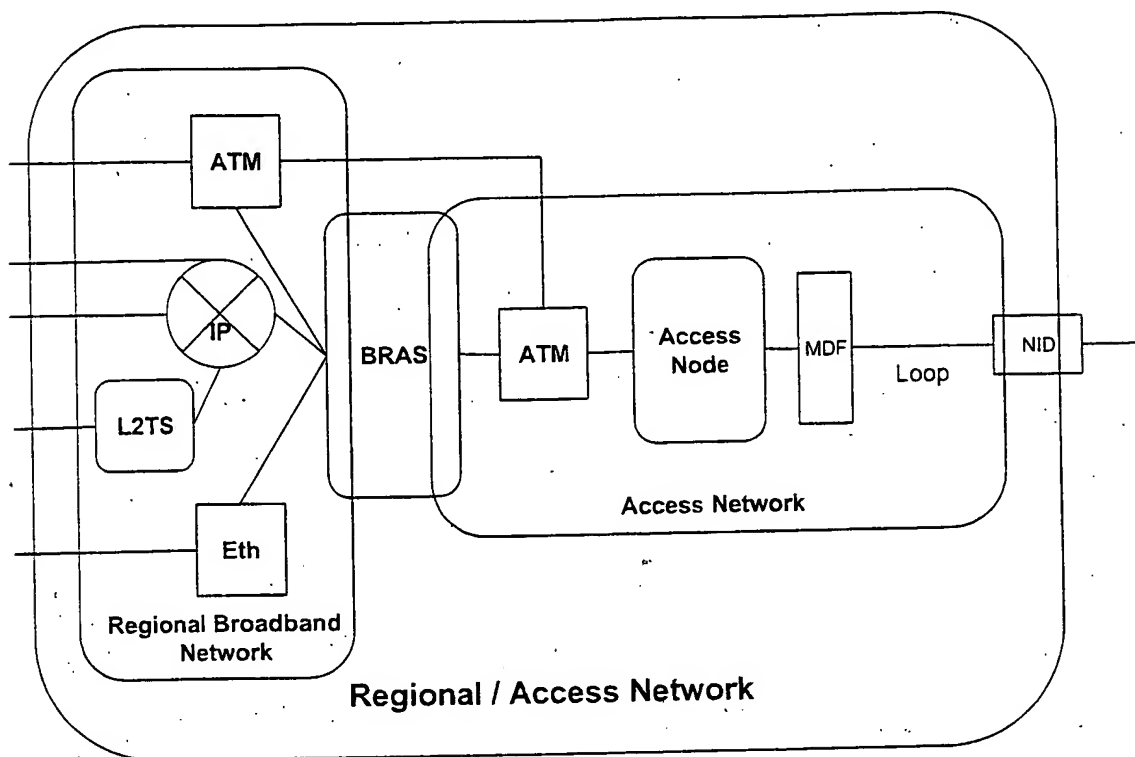 ATM
IP
L2TS
Eth
Regional Broadband
Network
BRAS
ATM
Access
Node
MDF
Loop
NID
Access Network
Regional / Access Network